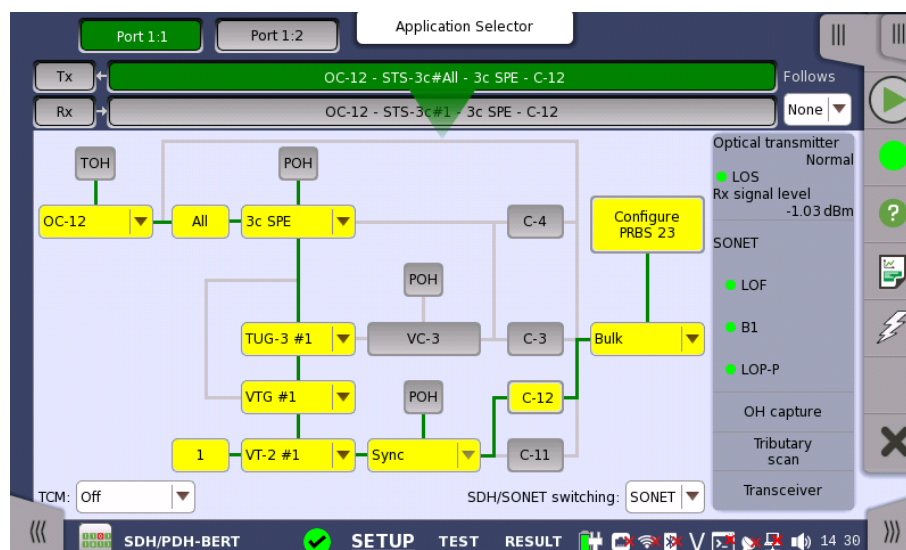 Port 1:1
Port 1:2
Application Selector
Tx
OC-12 - STS-3c#All - 3c SPE - C-12
Follows
Rx
OC-12 - STS-3c#1 - 3c SPE - C-12
None
Optical transmitter
Normal
LOS
Rx signal level
-1.03 dBm
SONET
LOF
B1
LOP-P
OH capture
Tributary
scan
Transceiver
TOH
POH
OC-12
All
3c SPE
C-4
Configure
PRBS 23
POH
TUG-3 #1
VC-3
C-3
Bulk
VTG #1
POH
C-12
1
VT-2 #1
Sync
C-11
TCM: Off
SDH/SONET switching: SONET
SDH/PDH-BERT
SETUP
TEST
RESULT
V
14 30